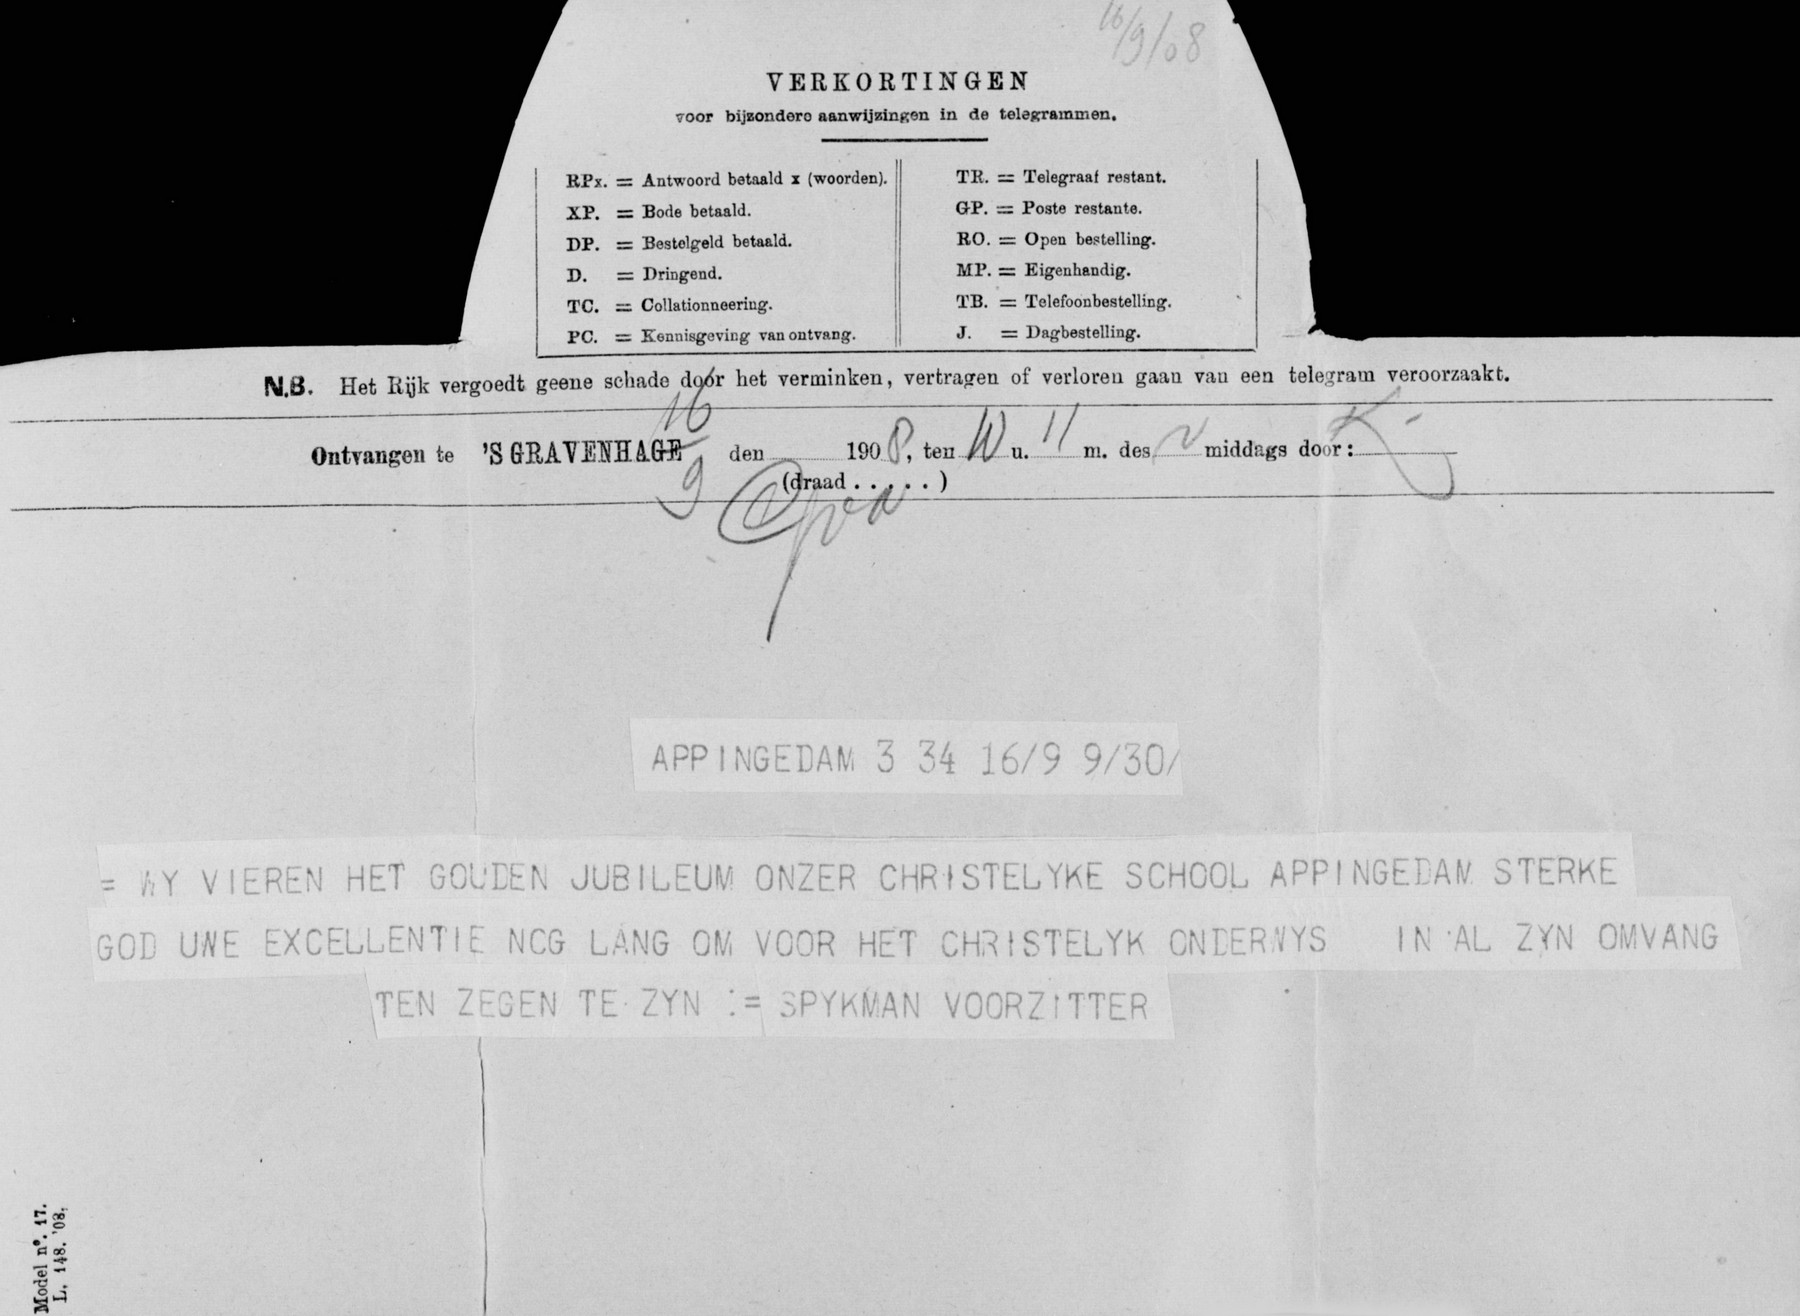 16/9/08
VERKORTINGEN
voor bijzondere aanwijzingen in de telegrammen.
RPx. = Antwoord betaald x (woorden).
XP. = Bode betaald.
DP. = Bestelgeld betaald.
D. = Dringend.
TC. = Collationneering.
PC. = Kennisgeving van ontvang.
TR. = Telegraaf restant.
GP. = Poste restante.
RO. = Open bestelling.
MP. = Eigenhandig.
TB. = Telefoonbestelling.
J. = Dagbestelling.
N.B. Het Rijk vergoedt geene schade door het verminken, vertragen of verloren gaan van een telegram veroorzaakt.
Ontvangen te 'S GRAVENHAGE 16/9 den 1908, ten 10 u. 11 m. des v middags door:
(draad . . . . . )
APPINGEDAM 3 34 16/9 9/30/
= WY VIEREN HET GOUDEN JUBILEUM ONZER CHRISTELYKE SCHOOL APPINGEDAM STERKE
GOD UWE EXCELLENTIE NOG LANG OM VOOR HET CHRISTELYK ONDERWYS IN AL ZYN OMVANG
TEN ZEGEN TE ZYN := SPYKMAN VOORZITTER
Model nº. 17.
L. 148. '08.